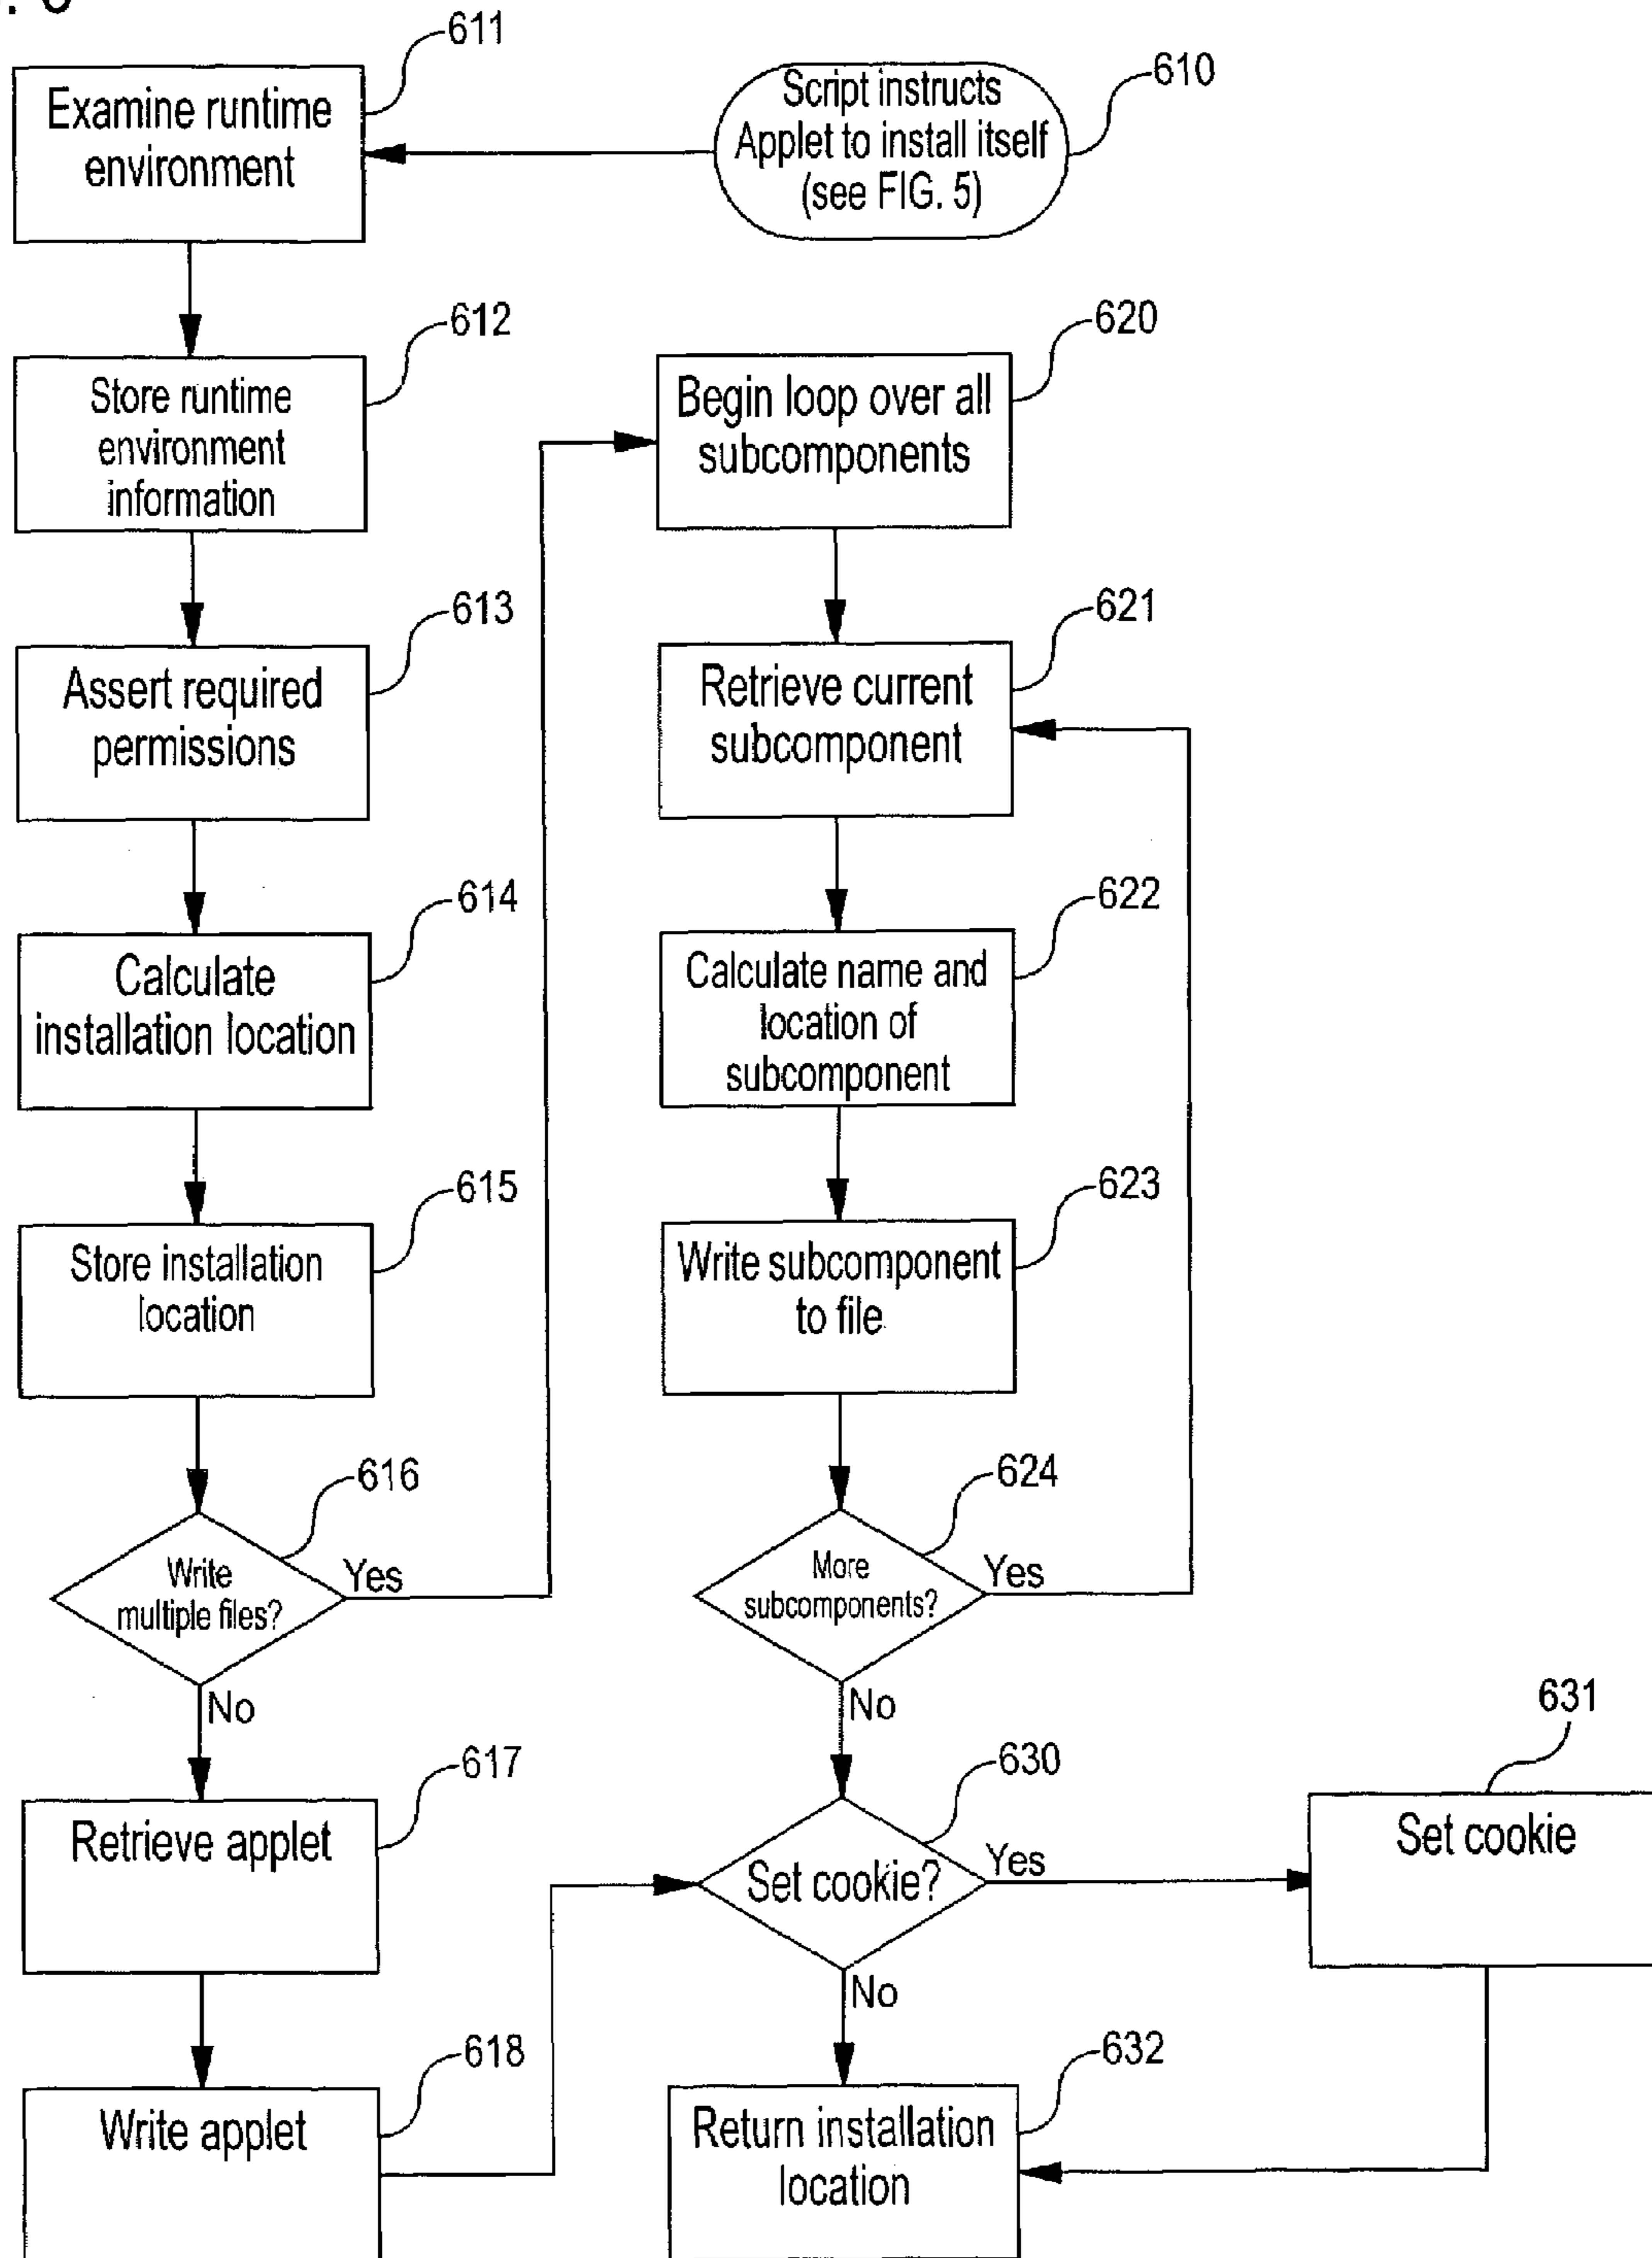 611
Examine runtime
environment
610
Script instructs
Applet to install itself
(see FIG. 5)
612
Store runtime
environment
information
613
Assert required
permissions
614
Calculate
installation location
615
Store installation
location
616
Write
multiple files?
Yes
No
617
Retrieve applet
618
Write applet
620
Begin loop over all
subcomponents
621
Retrieve current
subcomponent
622
Calculate name and
location of
subcomponent
623
Write subcomponent
to file
624
More
subcomponents?
Yes
No
630
Set cookie?
Yes
No
631
Set cookie
632
Return installation
location